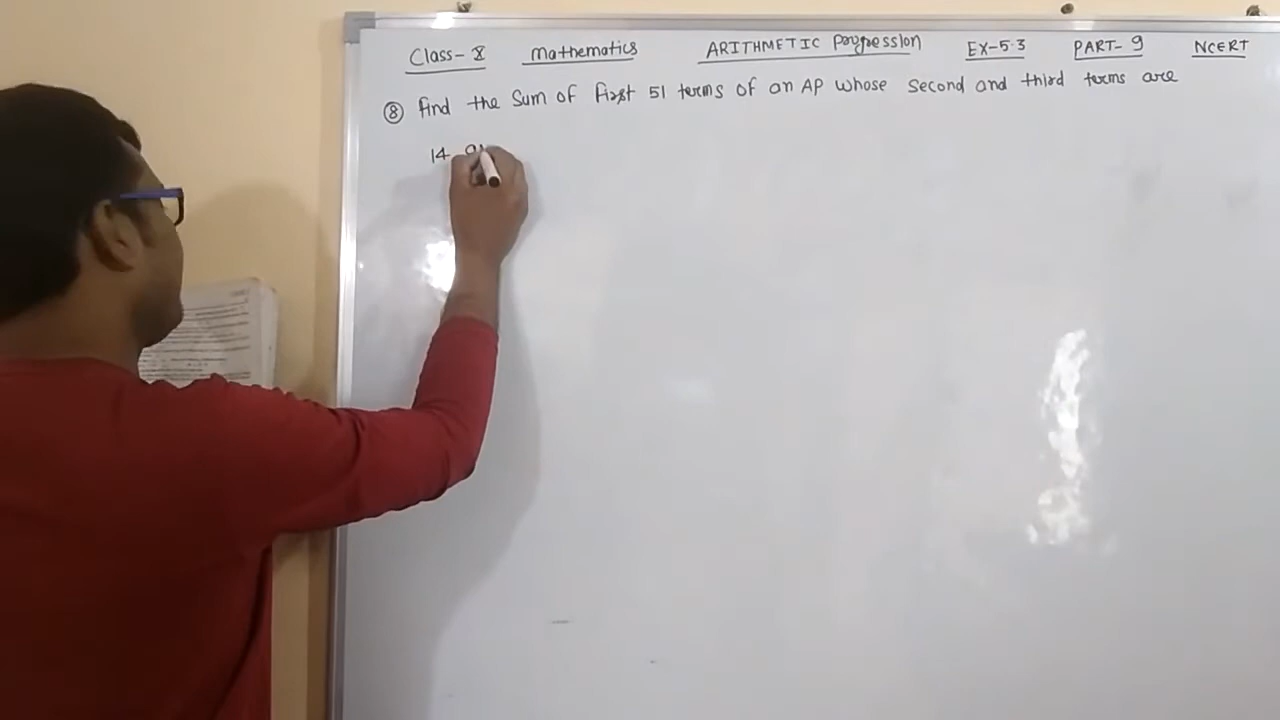 Class-X Mathematics ARITHMETIC Progression EX-5.3 PART-9 NCERT
⑧ find the Sum of first 51 terms of an AP whose second and third terms are
14